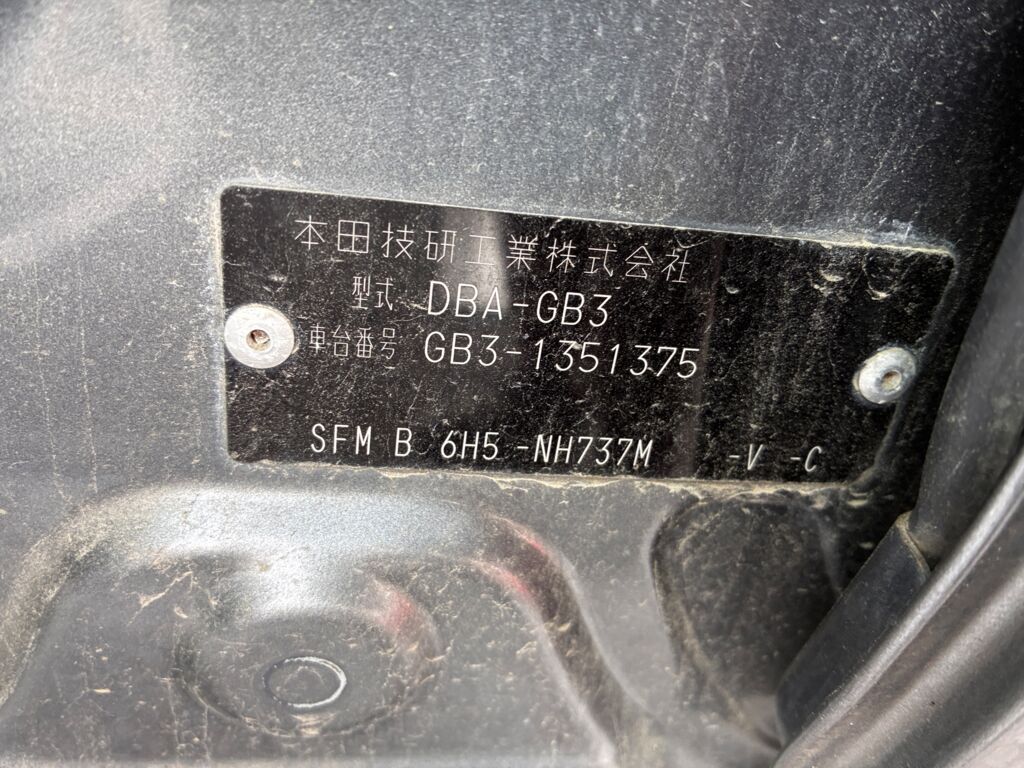 本田技研工業株式会社
型式 DBA-GB3
車台番号 GB3-1351375
SFM B 6H5 -NH737M -V -C